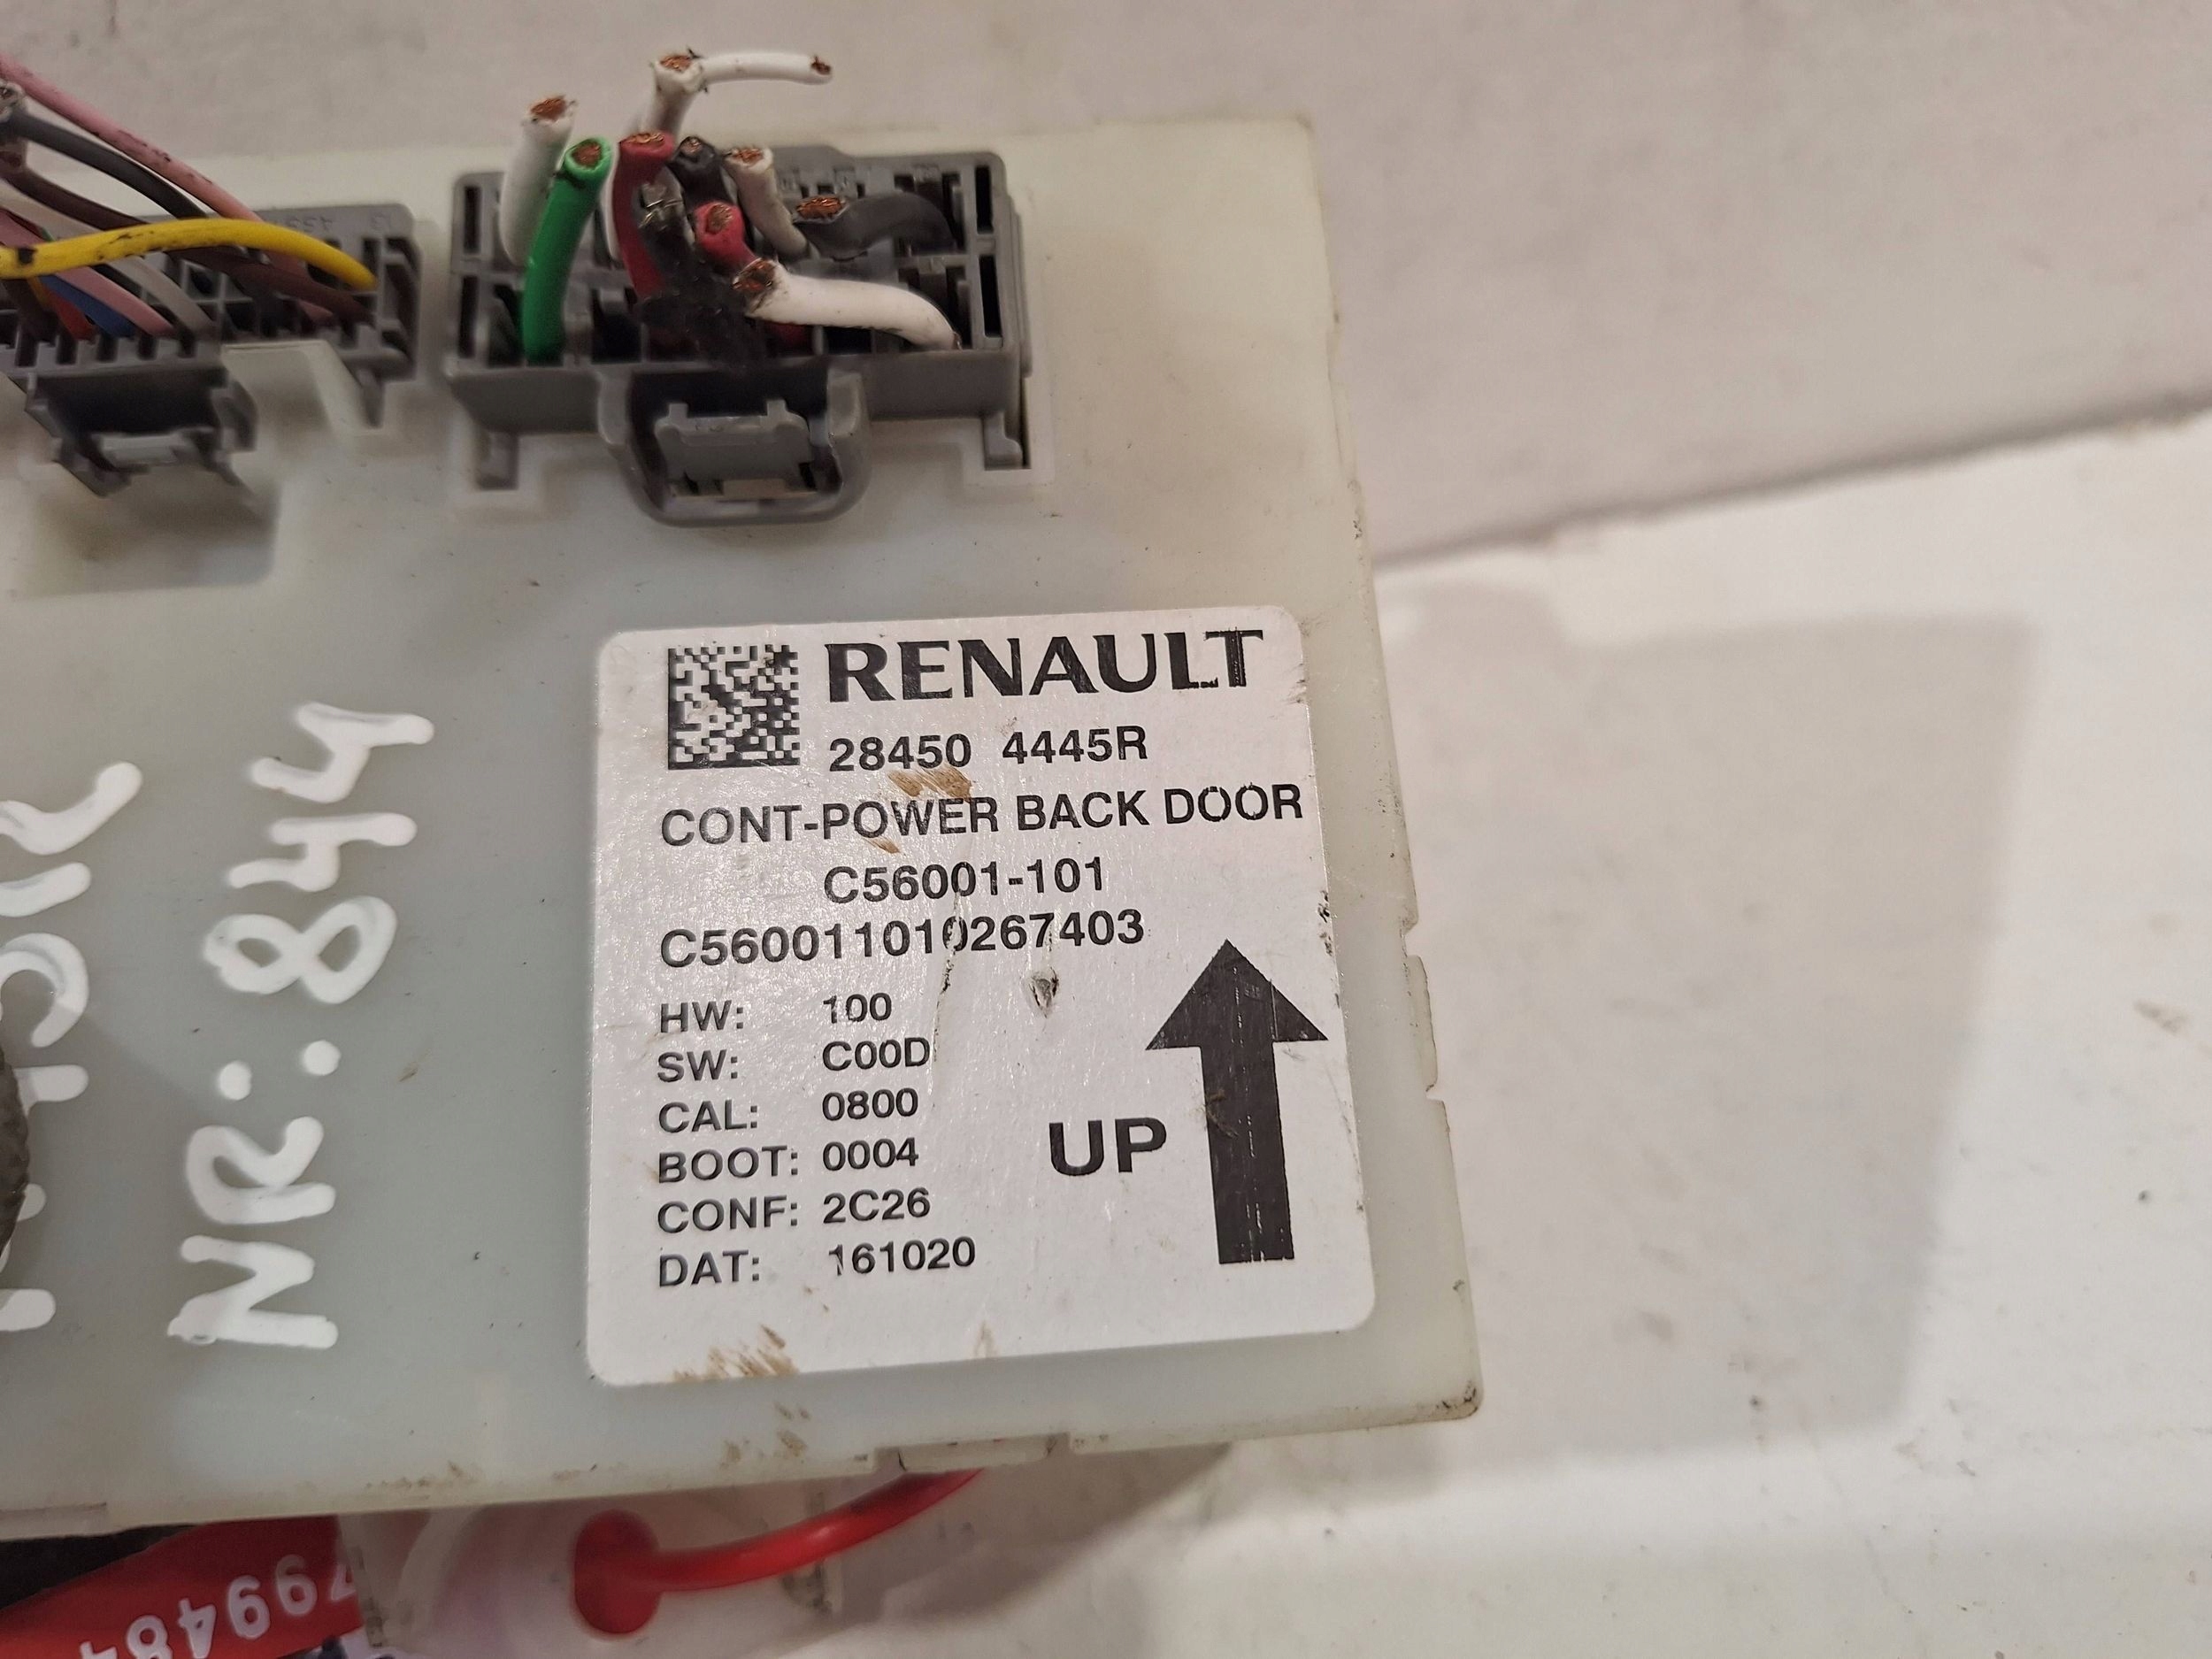 RENAULT
28450 4445R
CONT-POWER BACK DOOR
C56001-101
C560011010267403
HW: 100
SW: C00D
CAL: 0800
BOOT: 0004
CONF: 2C26
DAT: 161020
UP
NR:844